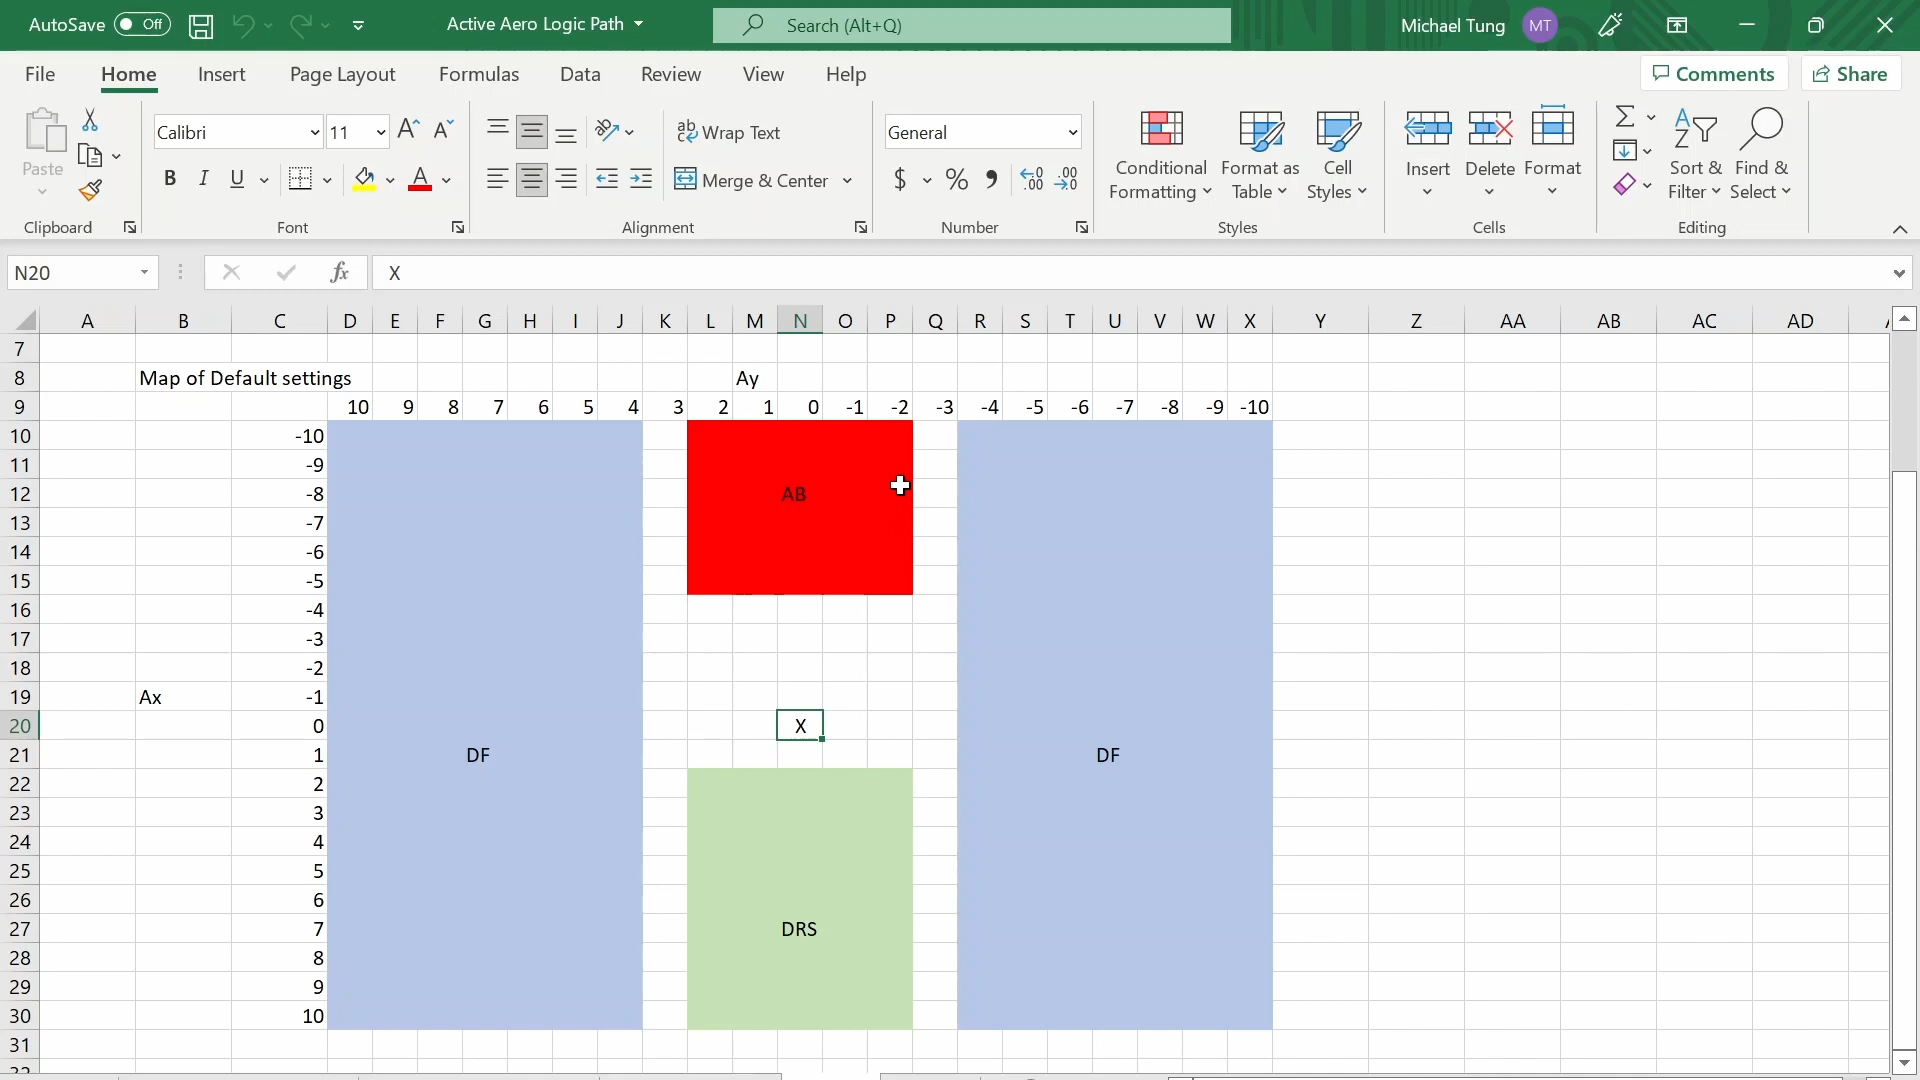 AutoSave Off Active Aero Logic Path Search (Alt+Q) Michael Tung MT
File Home Insert Page Layout Formulas Data Review View Help Comments Share
Calibri 11 ab Wrap Text General
Paste B I U A Merge & Center $ % 9 .00 .00 Conditional Formatting Format as Table Cell Styles Insert Delete Format Sort & Filter Find & Select
Clipboard Font Alignment Number Styles Cells Editing
N20 fx X
A B C D E F G H I J K L M N O P Q R S T U V W X Y Z AA AB AC AD
7
8 Map of Default settings Ay
9 10 9 8 7 6 5 4 3 2 1 0 -1 -2 -3 -4 -5 -6 -7 -8 -9 -10
10 -10
11 -9
12 -8 AB
13 -7
14 -6
15 -5
16 -4
17 -3
18 -2
19 Ax -1
20 0 X
21 1 DF DF
22 2
23 3
24 4
25 5
26 6
27 7 DRS
28 8
29 9
30 10
31